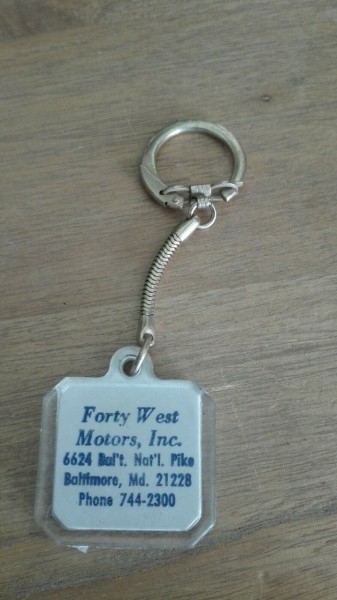 Forty West
Motors, Inc.
6624 Bal't. Nat'l. Pike
Baltimore, Md. 21228
Phone 744-2300